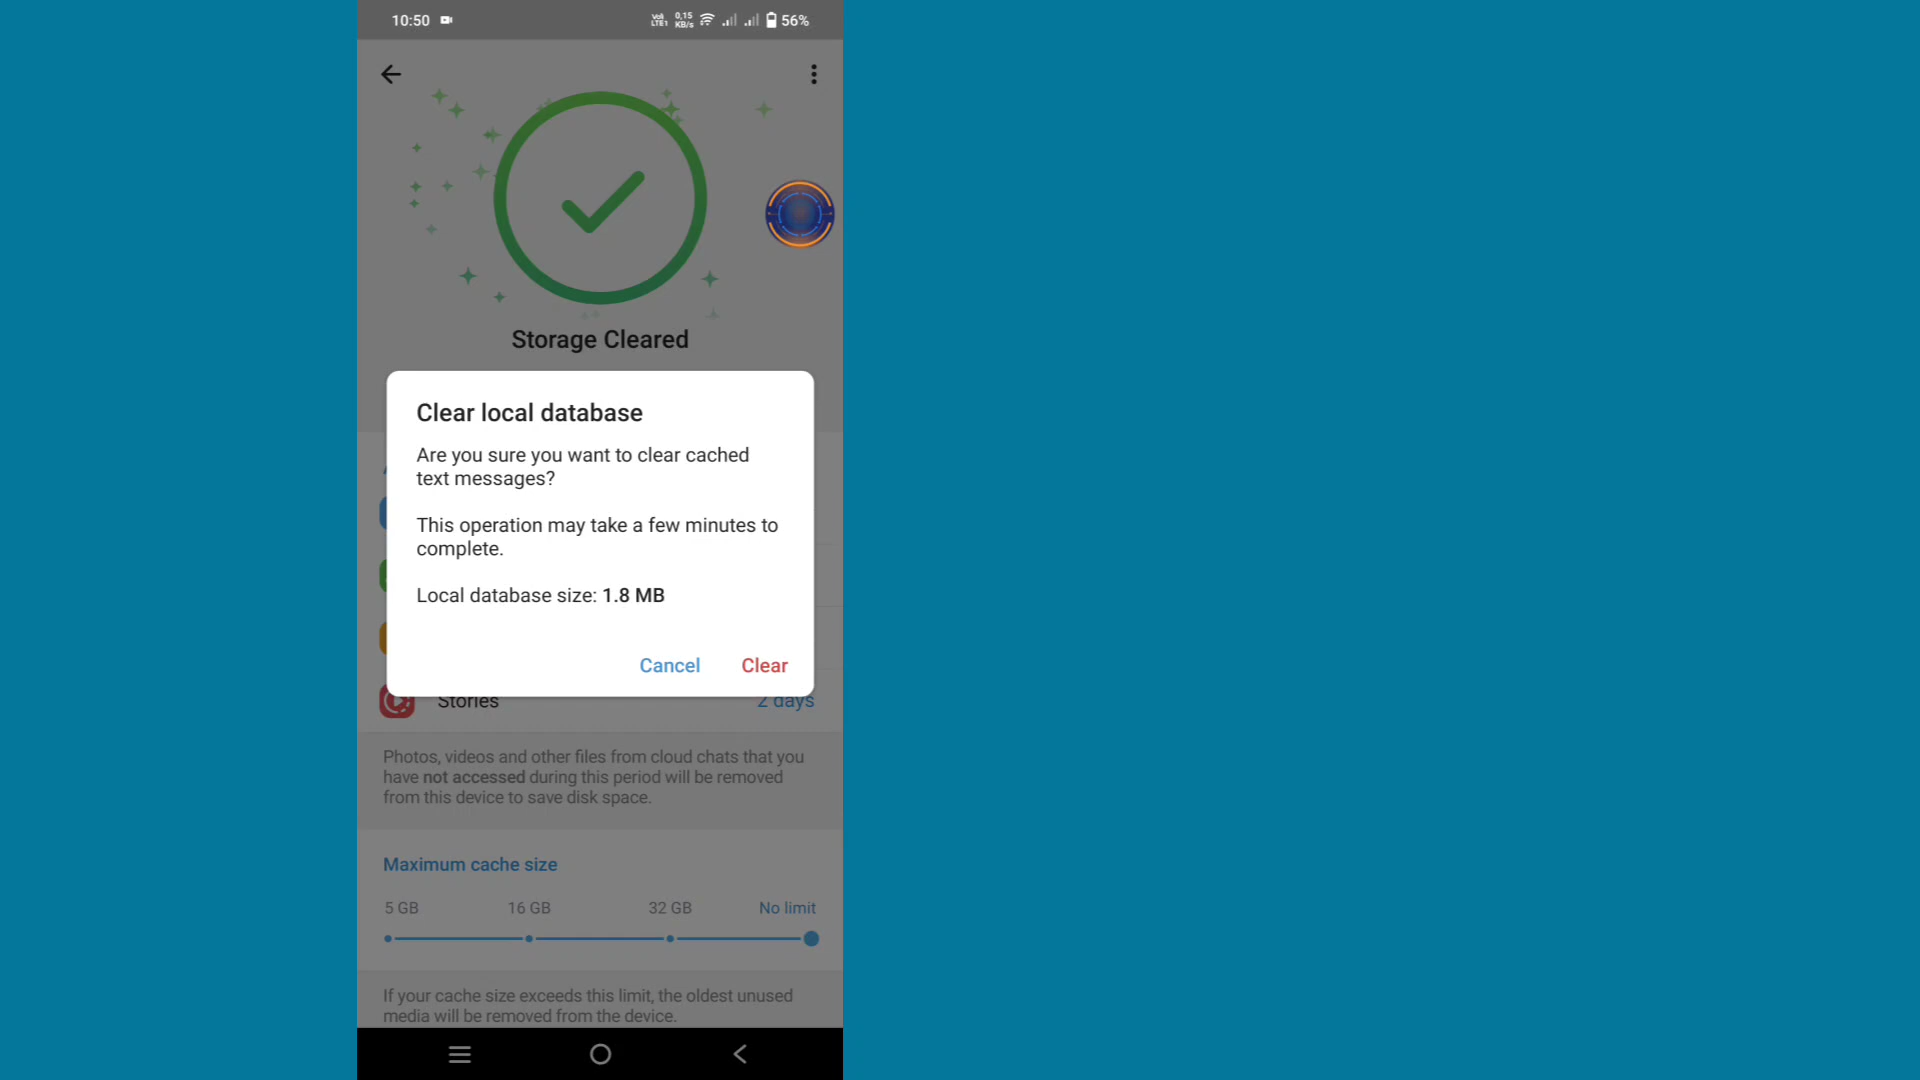 10:50
Vo)) LTE1 0,15 KB/s 56%
Storage Cleared
Clear local database
Are you sure you want to clear cached
text messages?
This operation may take a few minutes to
complete.
Local database size: 1.8 MB
Cancel Clear
Stories 2 days
Photos, videos and other files from cloud chats that you
have not accessed during this period will be removed
from this device to save disk space.
Maximum cache size
5 GB 16 GB 32 GB No limit
If your cache size exceeds this limit, the oldest unused
media will be removed from the device.